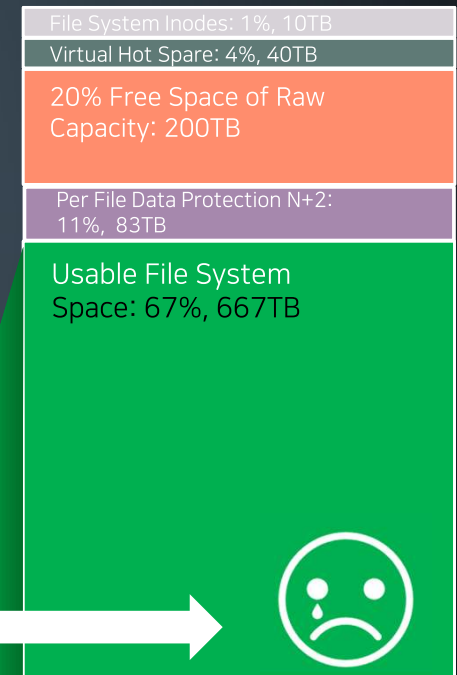 File System Inodes: 1%, 10TB
Virtual Hot Spare: 4%, 40TB
20% Free Space of Raw
Capacity: 200TB
Per File Data Protection N+2:
11%, 83TB
Usable File System
Space: 67%, 667TB